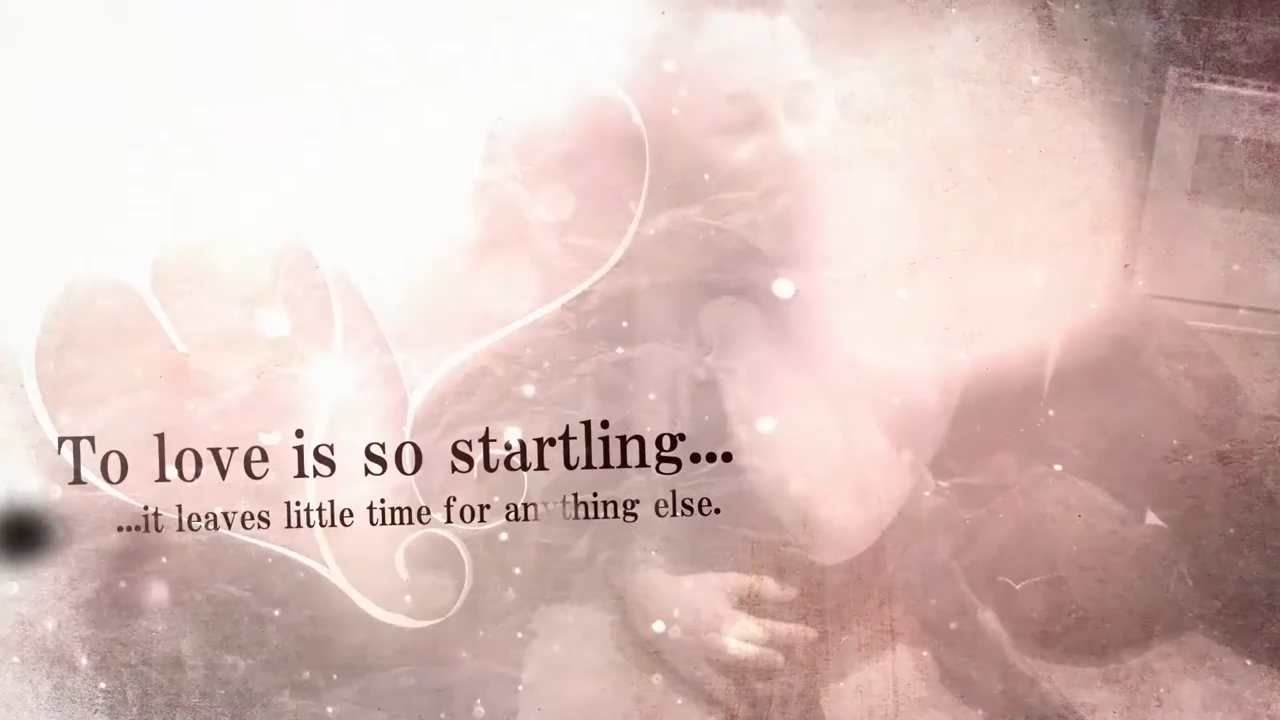 To love is so startling...
...it leaves little time for anything else.